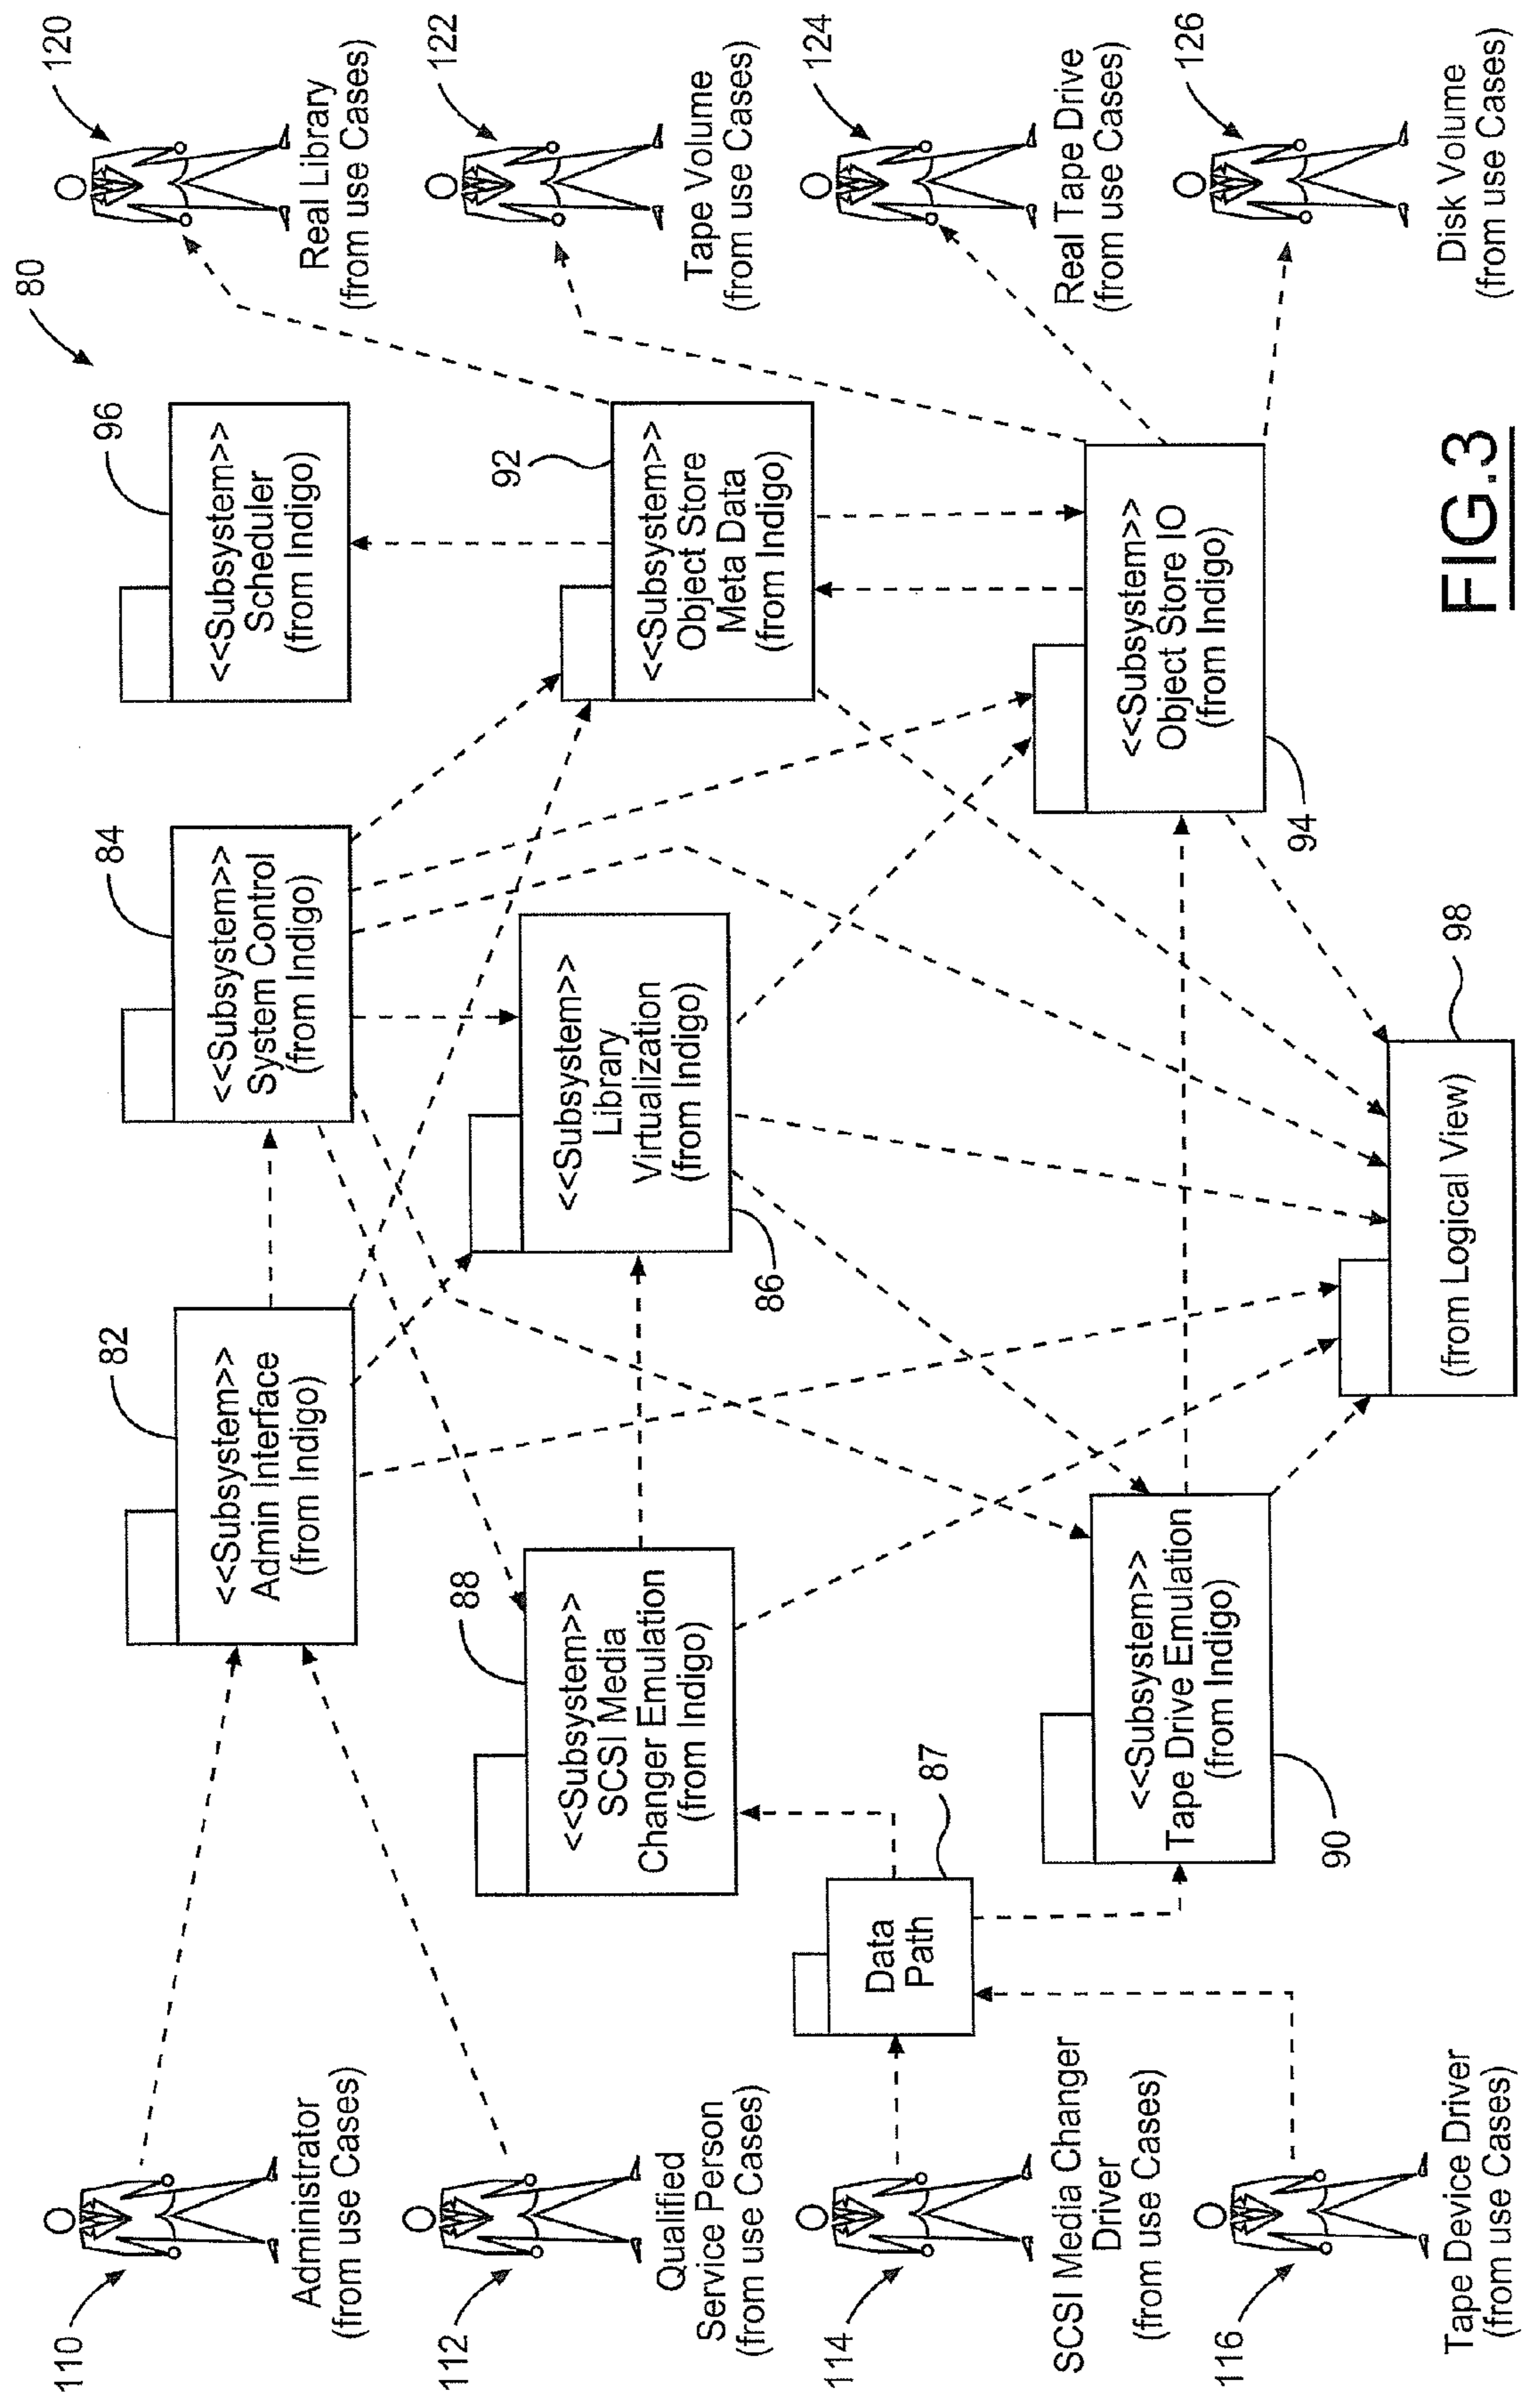 80
110
Administrator
(from use Cases)
82
<<Subsystem>>
Admin Interface
(from Indigo)
84
<<Subsystem>>
System Control
(from Indigo)
96
<<Subsystem>>
Scheduler
(from Indigo)
120
Real Library
(from use Cases)
112
Qualified
Service Person
(from use Cases)
88
<<Subsystem>>
SCSI Media
Changer Emulation
(from Indigo)
<<Subsystem>>
Library
Virtualization
(from Indigo)
86
92
<<Subsystem>>
Object Store
Meta Data
(from Indigo)
122
Tape Volume
(from use Cases)
114
SCSI Media Changer
Driver
(from use Cases)
Data
Path
87
124
Real Tape Drive
(from use Cases)
116
Tape Device Driver
(from use Cases)
<<Subsystem>>
Tape Drive Emulation
(from Indigo)
90
<<Subsystem>>
Object Store IO
(from Indigo)
94
126
Disk Volume
(from use Cases)
98
(from Logical View)
FIG.3